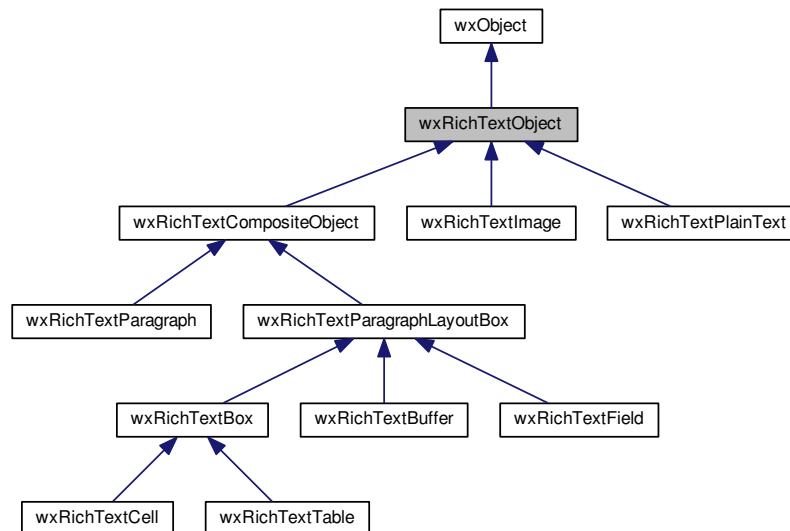 wxObject
wxRichTextObject
wxRichTextCompositeObject
wxRichTextImage
wxRichTextPlainText
wxRichTextParagraph
wxRichTextParagraphLayoutBox
wxRichTextBox
wxRichTextBuffer
wxRichTextField
wxRichTextCell
wxRichTextTable